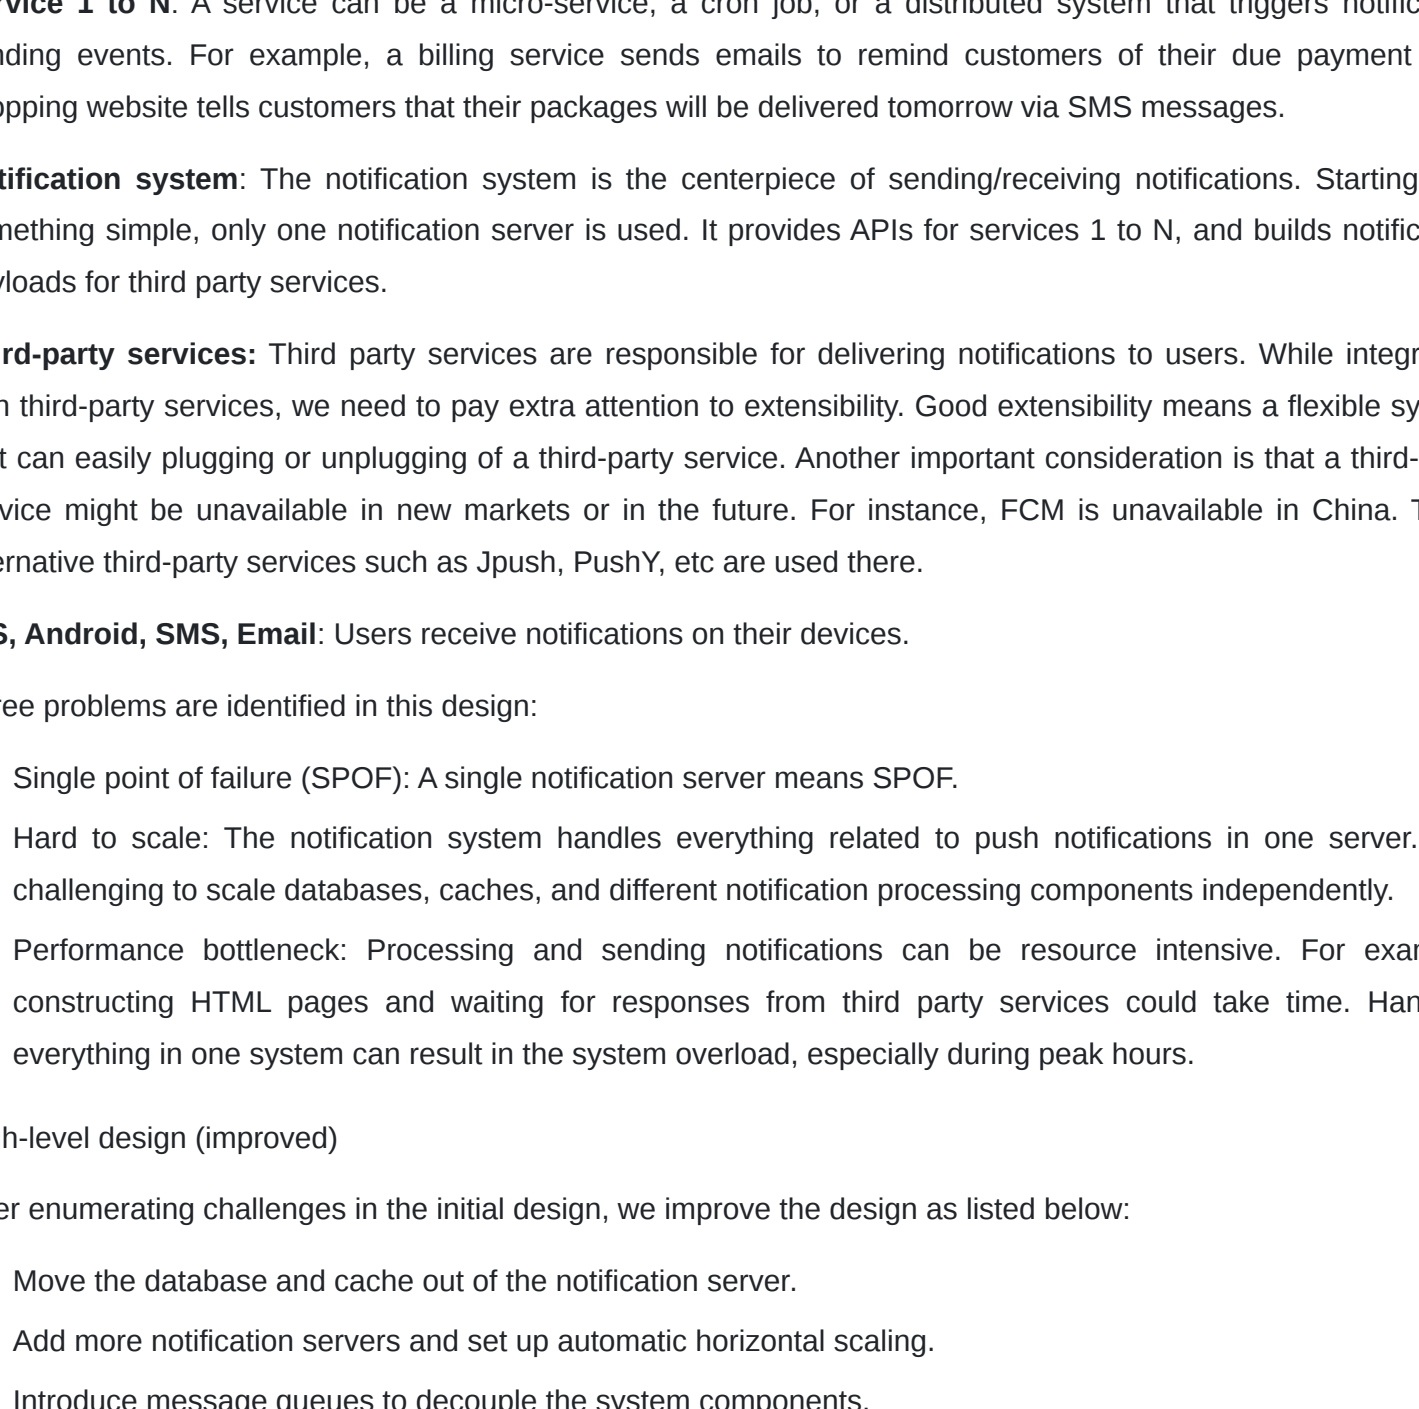 rvice 1 to N: A service can be a micro-service, a cron job, or a distributed system that triggers notific
nding events. For example, a billing service sends emails to remind customers of their due payment
opping website tells customers that their packages will be delivered tomorrow via SMS messages.
tification system: The notification system is the centerpiece of sending/receiving notifications. Starting
mething simple, only one notification server is used. It provides APIs for services 1 to N, and builds notific
yloads for third party services.
ird-party services: Third party services are responsible for delivering notifications to users. While integr
h third-party services, we need to pay extra attention to extensibility. Good extensibility means a flexible sy
t can easily plugging or unplugging of a third-party service. Another important consideration is that a third-
vice might be unavailable in new markets or in the future. For instance, FCM is unavailable in China. T
ernative third-party services such as Jpush, PushY, etc are used there.
S, Android, SMS, Email: Users receive notifications on their devices.
ree problems are identified in this design:
Single point of failure (SPOF): A single notification server means SPOF.
Hard to scale: The notification system handles everything related to push notifications in one server.
challenging to scale databases, caches, and different notification processing components independently.
Performance bottleneck: Processing and sending notifications can be resource intensive. For exam
constructing HTML pages and waiting for responses from third party services could take time. Han
everything in one system can result in the system overload, especially during peak hours.
h-level design (improved)
er enumerating challenges in the initial design, we improve the design as listed below:
Move the database and cache out of the notification server.
Add more notification servers and set up automatic horizontal scaling.
Introduce message queues to decouple the system components.